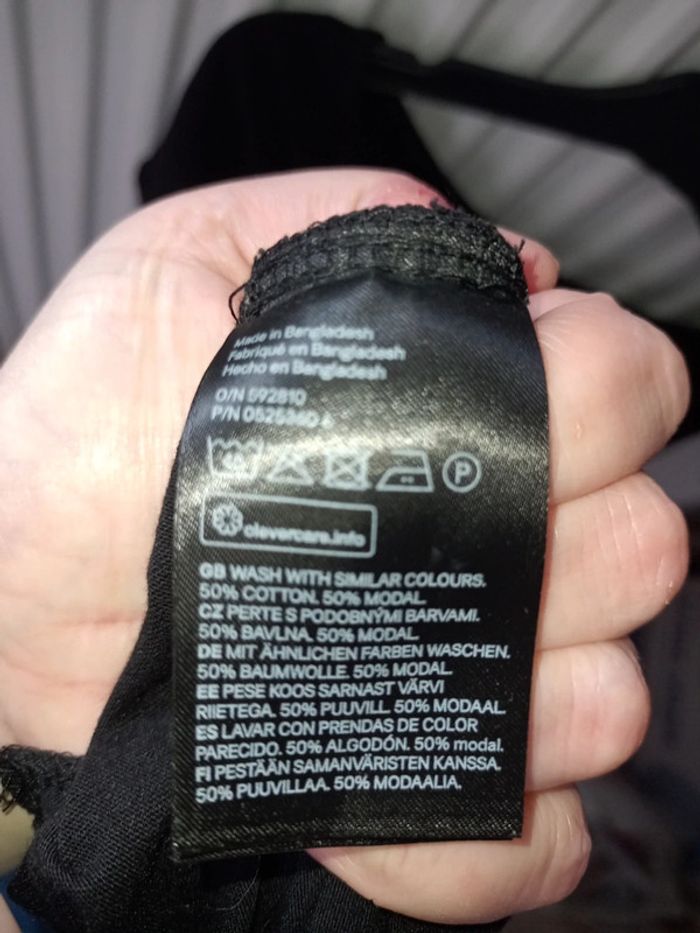 Made in Bangladesh
Fabriqué en Bangladesh
Hecho en Bangladesh
O/N 592810
P/N
P
clevercare.info
GB WASH WITH SIMILAR COLOURS.
50% COTTON. 50% MODAL.
CZ PERTE S PODOBNÝMI BARVAMI.
50% BAVLNA. 50% MODAL.
DE MIT ÄHNLICHEN FARBEN WASCHEN.
50% BAUMWOLLE. 50% MODAL.
EE PESE KOOS SARNAST VÄRVI
RIIETEGA. 50% PUUVILL. 50% MODAAL.
ES LAVAR CON PRENDAS DE COLOR
PARECIDO. 50% ALGODÓN. 50% modal.
FI PESTÄÄN SAMANVÄRISTEN KANSSA.
50% PUUVILLAA. 50% MODAALIA.